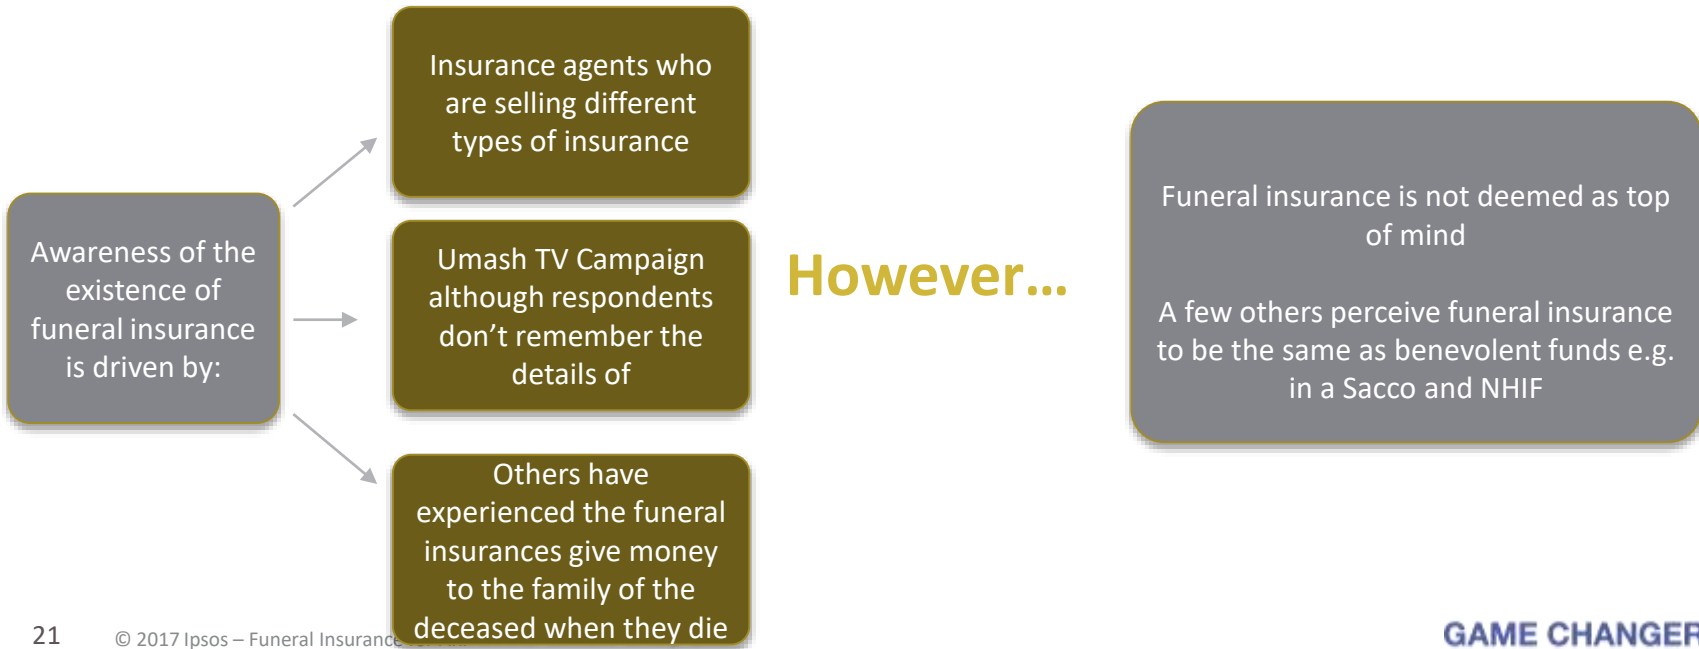 Awareness of the
existence of
funeral insurance
is driven by:
Insurance agents who
are selling different
types of insurance
Umash TV Campaign
although respondents
don’t remember the
details of
Others have
experienced the funeral
insurances give money
to the family of the
deceased when they die
However…
Funeral insurance is not deemed as top
of mind
A few others perceive funeral insurance
to be the same as benevolent funds e.g.
in a Sacco and NHIF
21
© 2017 Ipsos – Funeral Insurance
GAME CHANGER